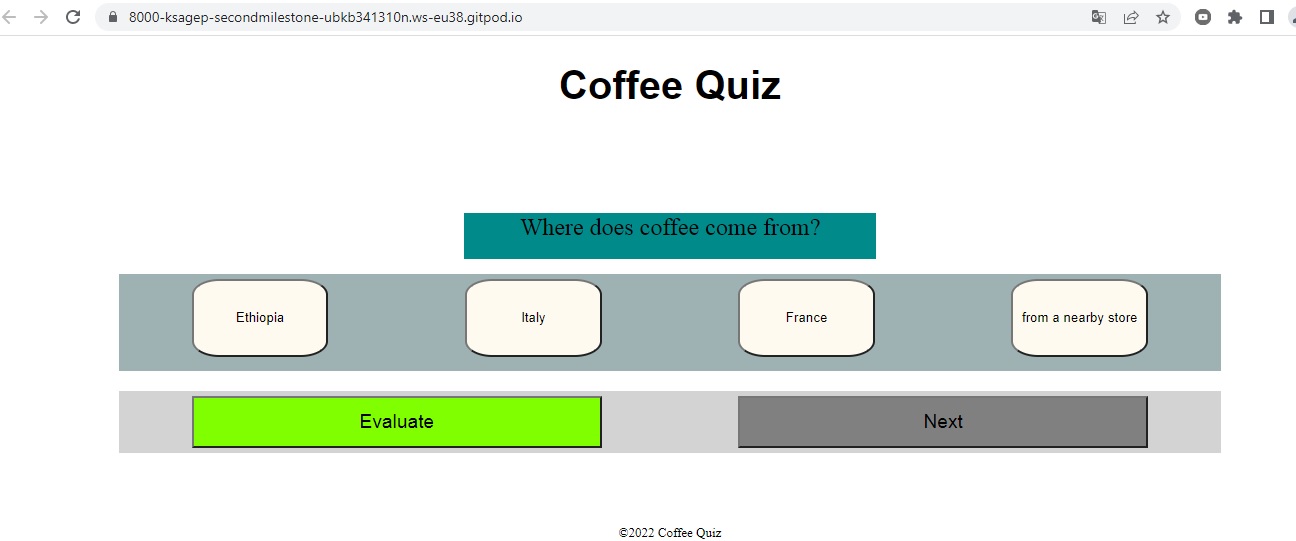 8000-ksagep-secondmilestone-ubkb341310n.ws-eu38.gitpod.io
Coffee Quiz
Where does coffee come from?
Ethiopia
Italy
France
from a nearby store
Evaluate
Next
©2022 Coffee Quiz